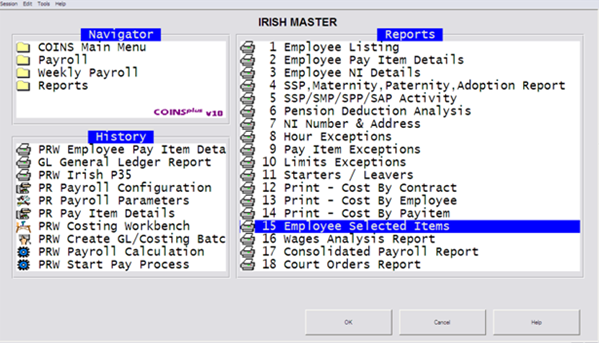 Session Edit Tools Help
IRISH MASTER
Navigator
COINS Main Menu
Payroll
Weekly Payroll
Reports
COINSplus v10
History
PRW Employee Pay Item Deta
GL General Ledger Report
PRW Irish P35
PR Payroll Configuration
PR Payroll Parameters
PR Pay Item Details
PRW Costing Workbench
PRW Create GL/Costing Batc
PRW Payroll Calculation
PRW Start Pay Process
Reports
1 Employee Listing
2 Employee Pay Item Details
3 Employee NI Details
4 SSP,Maternity,Paternity,Adoption Report
5 SSP/SMP/SPP/SAP Activity
6 Pension Deduction Analysis
7 NI Number & Address
8 Hour Exceptions
9 Pay Item Exceptions
10 Limits Exceptions
11 Starters / Leavers
12 Print - Cost By Contract
13 Print - Cost By Employee
14 Print - Cost By Payitem
15 Employee Selected Items
16 Wages Analysis Report
17 Consolidated Payroll Report
18 Court Orders Report
OK Cancel Help